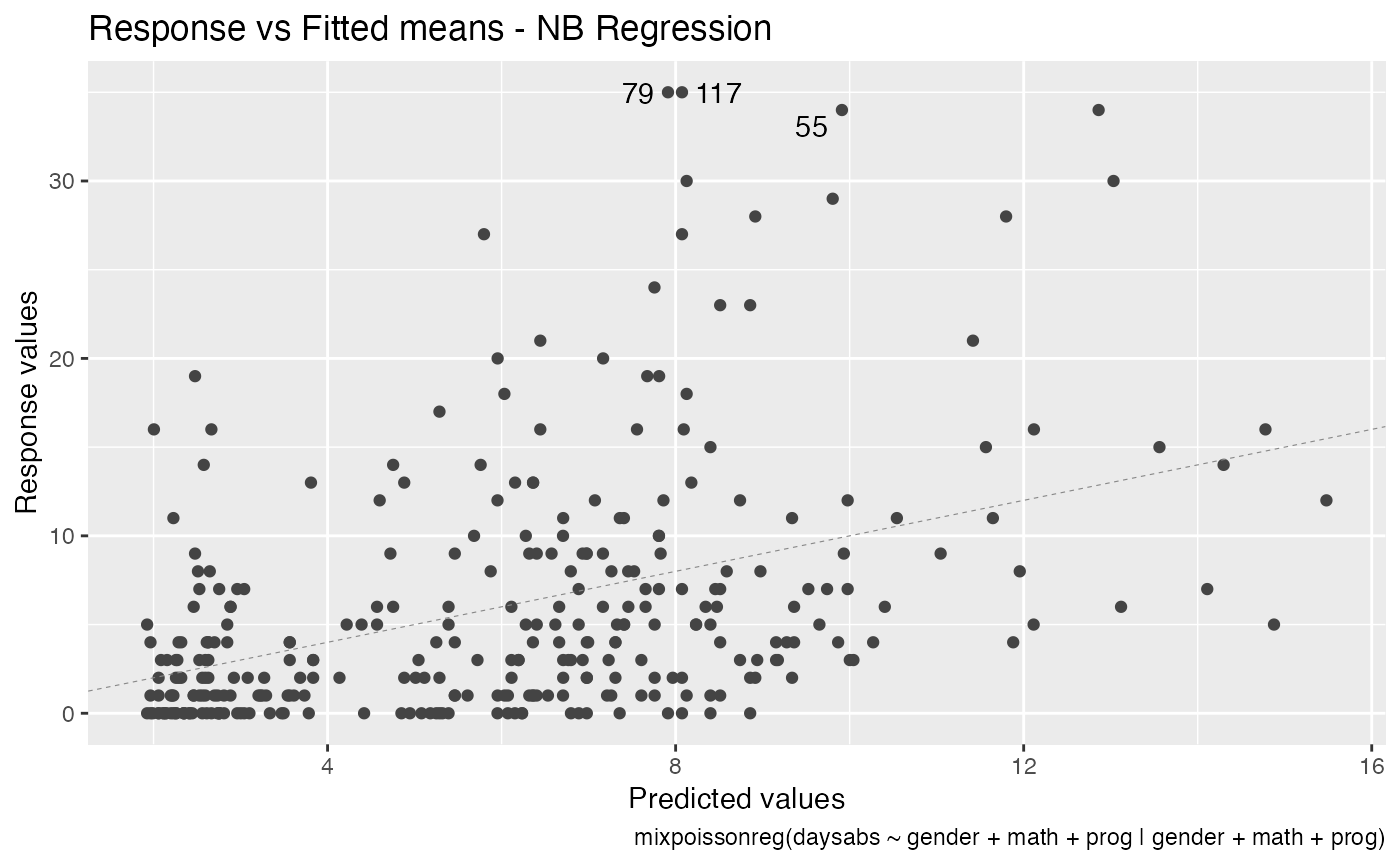 Response vs Fitted means - NB Regression
79
117
55
30
20
10
0
Response values
4
8
12
16
Predicted values
mixpoissonreg(daysabs ~ gender + math + prog | gender + math + prog)